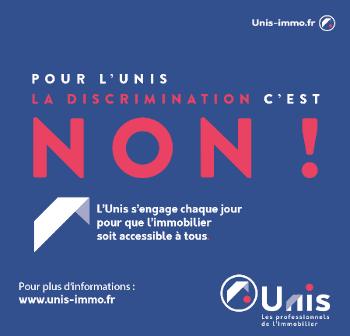 Unis-immo.fr
POUR L'UNIS
LA DISCRIMINATION C'EST
NON !
L'Unis s'engage chaque jour
pour que l'immobilier
soit accessible à tous.
Pour plus d'informations :
www.unis-immo.fr
Unis
Les professionnels
de l'immobilier